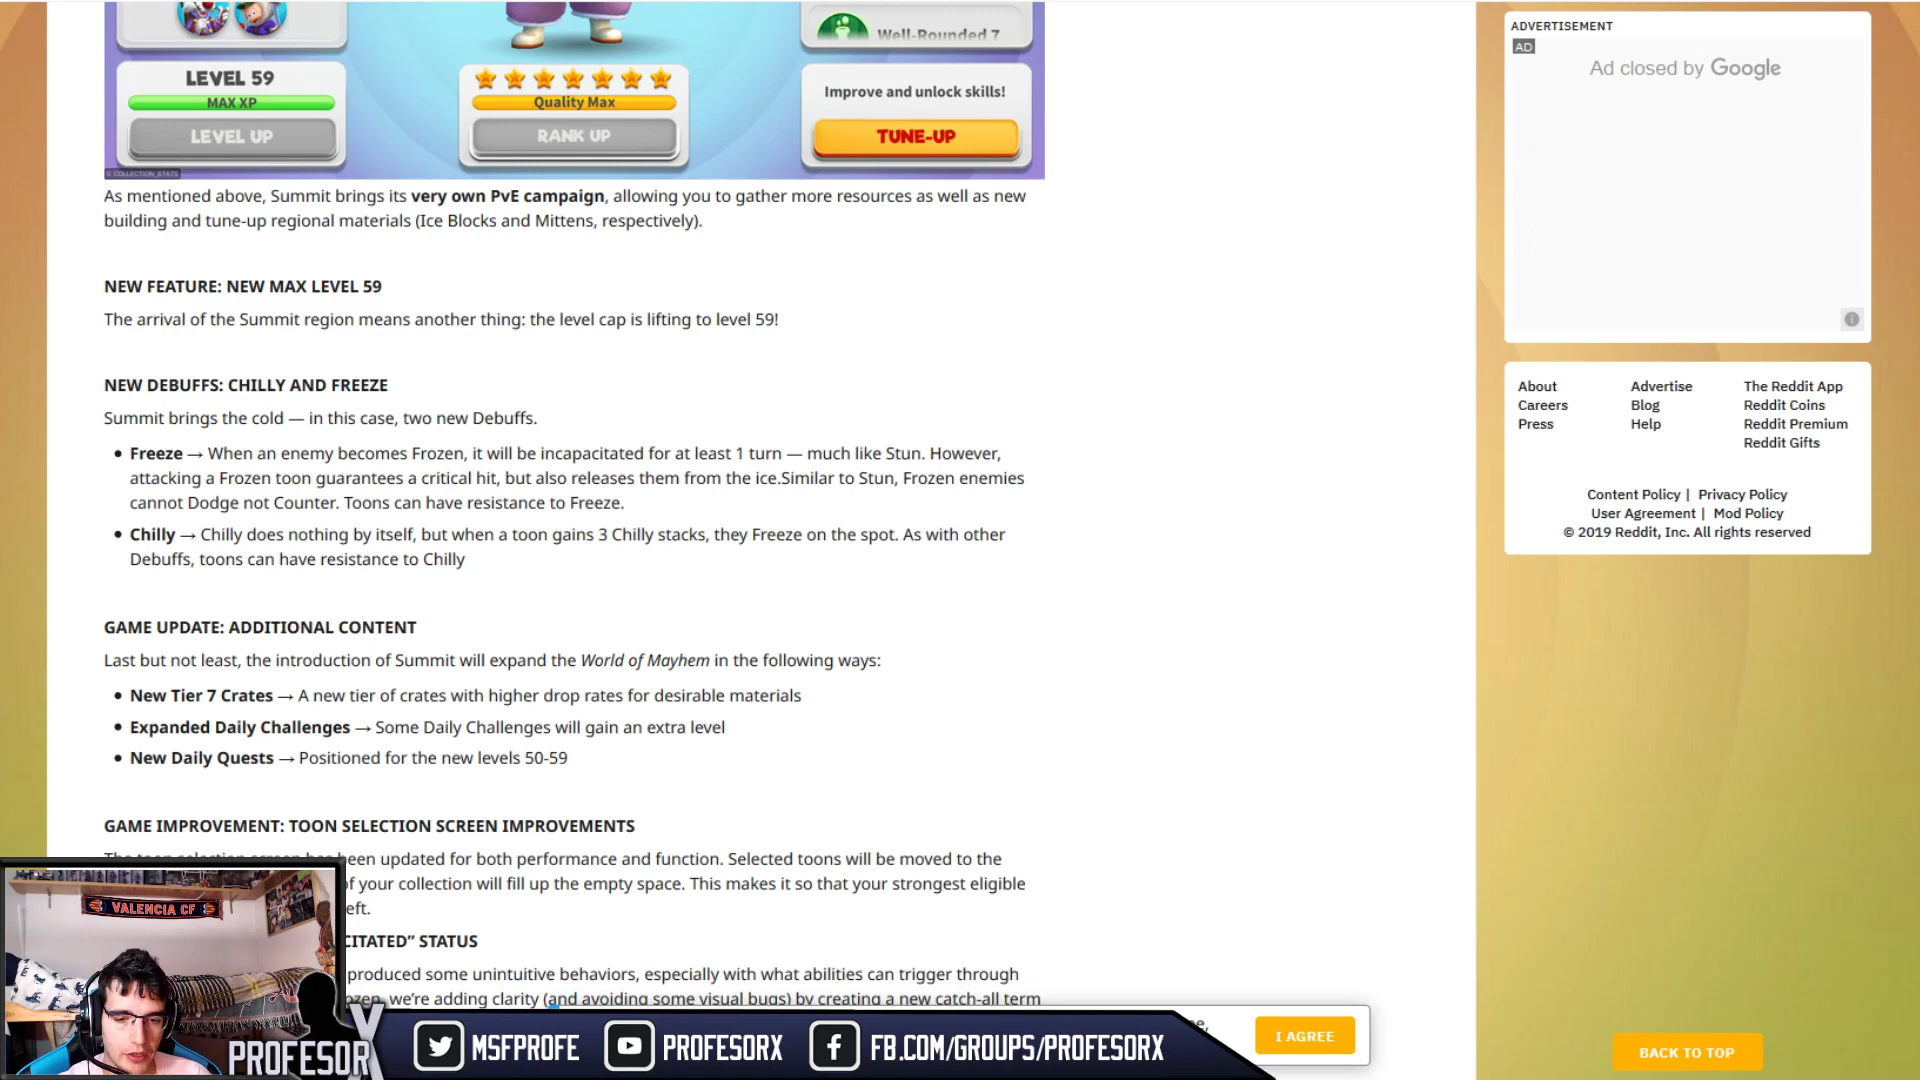 Well-Rounded 7
LEVEL 59
MAX XP
LEVEL UP
Quality Max
RANK UP
Improve and unlock skills!
TUNE-UP
© COLLECTION_STATS
As mentioned above, Summit brings its very own PvE campaign, allowing you to gather more resources as well as new
building and tune-up regional materials (Ice Blocks and Mittens, respectively).
NEW FEATURE: NEW MAX LEVEL 59
The arrival of the Summit region means another thing: the level cap is lifting to level 59!
NEW DEBUFFS: CHILLY AND FREEZE
Summit brings the cold — in this case, two new Debuffs.
• Freeze → When an enemy becomes Frozen, it will be incapacitated for at least 1 turn — much like Stun. However,
attacking a Frozen toon guarantees a critical hit, but also releases them from the ice.Similar to Stun, Frozen enemies
cannot Dodge not Counter. Toons can have resistance to Freeze.
• Chilly → Chilly does nothing by itself, but when a toon gains 3 Chilly stacks, they Freeze on the spot. As with other
Debuffs, toons can have resistance to Chilly
GAME UPDATE: ADDITIONAL CONTENT
Last but not least, the introduction of Summit will expand the World of Mayhem in the following ways:
• New Tier 7 Crates → A new tier of crates with higher drop rates for desirable materials
• Expanded Daily Challenges → Some Daily Challenges will gain an extra level
• New Daily Quests → Positioned for the new levels 50-59
GAME IMPROVEMENT: TOON SELECTION SCREEN IMPROVEMENTS
The toon selection screen has been updated for both performance and function. Selected toons will be moved to the
of your collection will fill up the empty space. This makes it so that your strongest eligible
eft.
CITATED” STATUS
produced some unintuitive behaviors, especially with what abilities can trigger through
ozen, we’re adding clarity (and avoiding some visual bugs) by creating a new catch-all term
I AGREE
VALENCIA CF
PROFESOR X
MSFPROFE
PROFESORX
FB.COM/GROUPS/PROFESORX
ADVERTISEMENT
AD
Ad closed by Google
About
Advertise
The Reddit App
Careers
Blog
Reddit Coins
Press
Help
Reddit Premium
Reddit Gifts
Content Policy | Privacy Policy
User Agreement | Mod Policy
© 2019 Reddit, Inc. All rights reserved
BACK TO TOP